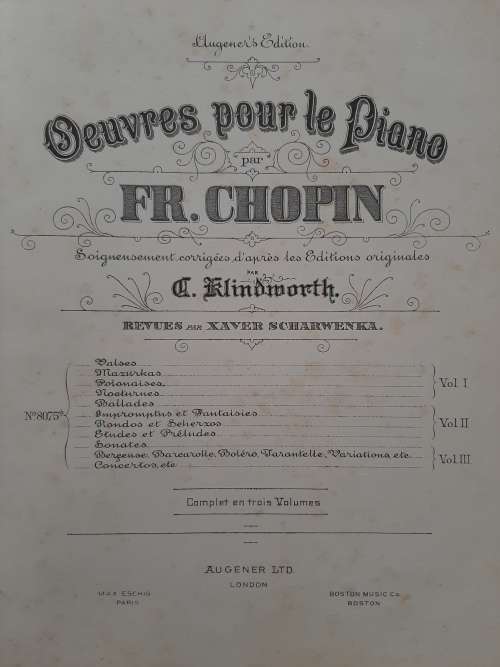 Augener's Edition.
Oeuvres pour le Piano
par
FR. CHOPIN
Soigneusement corrigées d'après les Editions originales
PAR
C. Klindworth.
REVUES PAR XAVER SCHARWENKA.
Valses
Mazurkas
Polonaises
Nocturnes
Vol. I
Ballades
Impromptus et Fantaisies
Rondos et Scherzos
Etudes et Préludes
Vol. II
Sonates
Berçeuse, Barcarolle, Boléro, Tarantelle, Variations, etc.
Concertos, etc.
Vol. III
Complet en trois Volumes
AUGENER LTD.
LONDON
MAX ESCHIG
PARIS
BOSTON MUSIC Co.
BOSTON